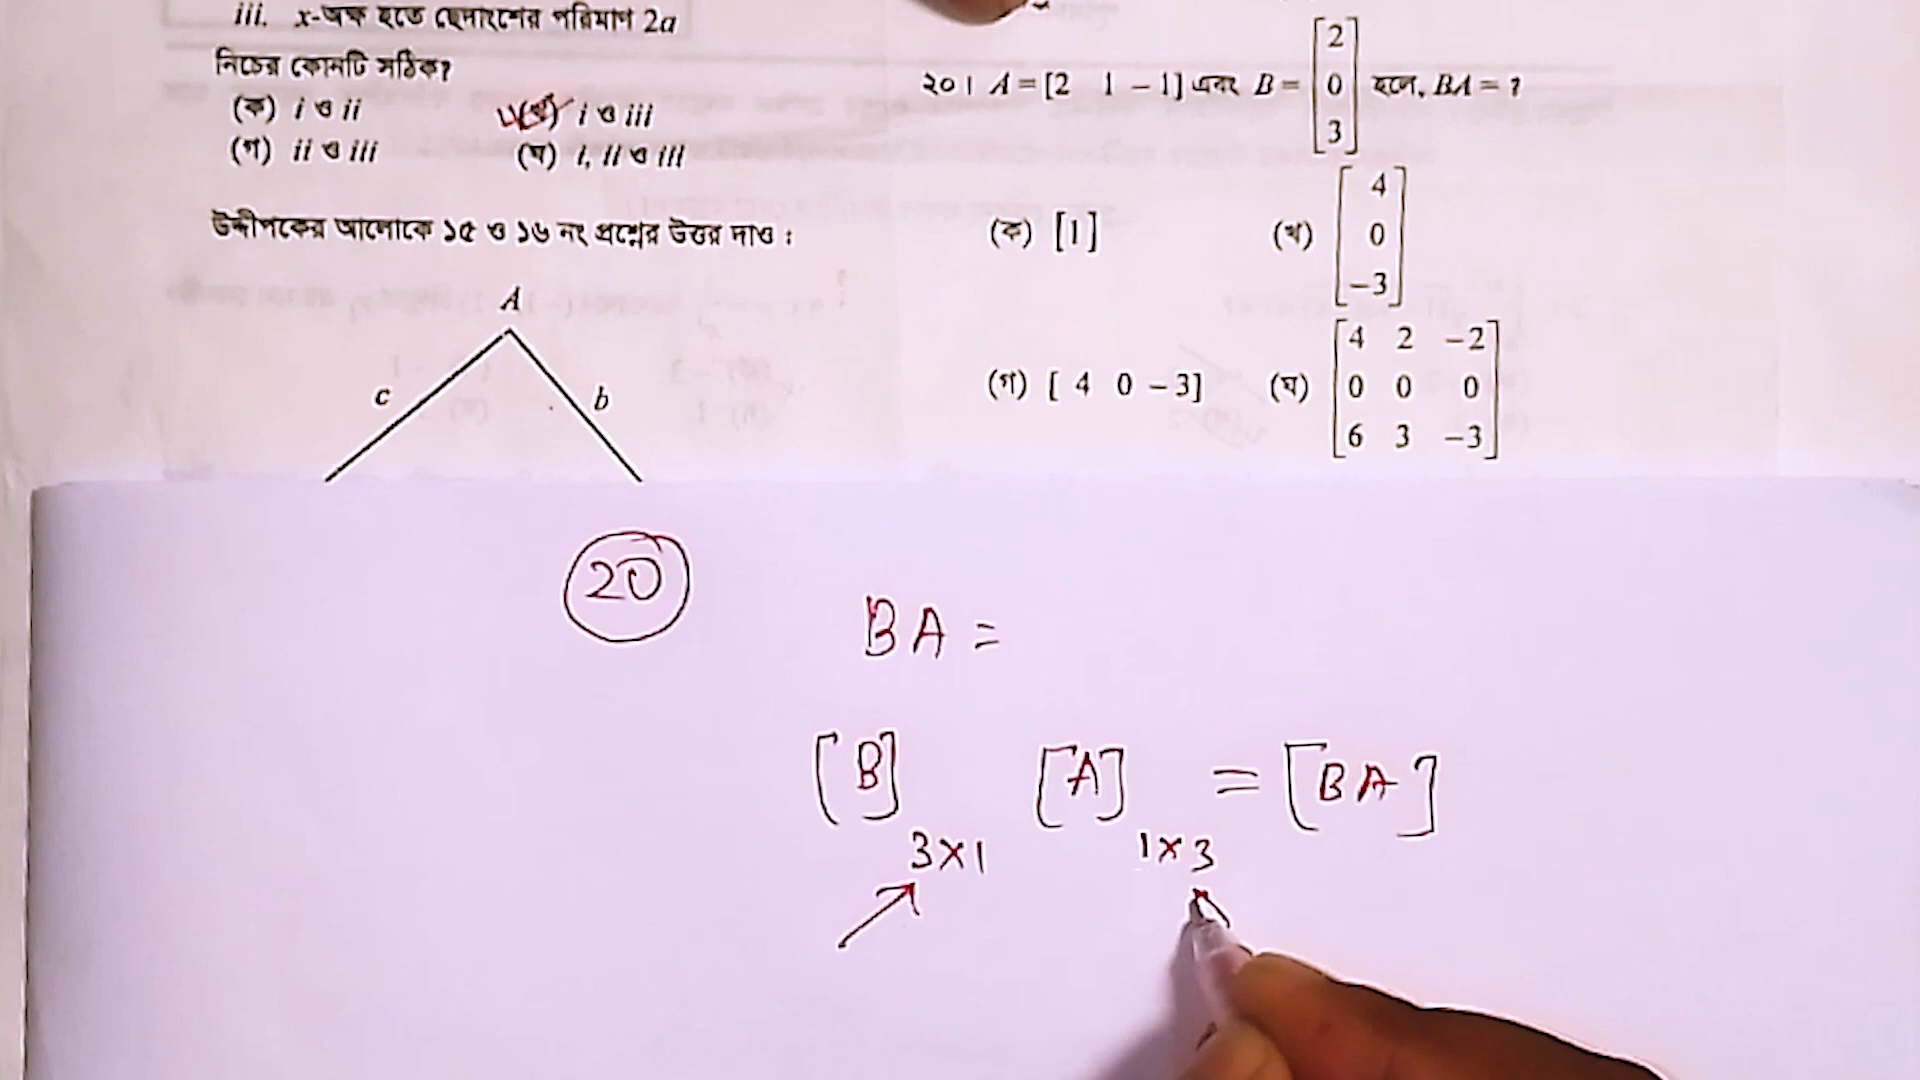 iii. x-অক্ষ হতে ছেদাংশের পরিমাণ 2a
নিচের কোনটি সঠিক?
(ক) i ও ii
(খ) i ও iii
(গ) ii ও iii
(ঘ) i, ii ও iii
উদ্দীপকের আলোকে ১৫ ও ১৬ নং প্রশ্নের উত্তর দাও :
A
c
b
২০। A = [2 1 – 1] এবং B = [2 0 3] হলে, BA = ?
(ক) [1]
(খ) [4 0 –3]
(গ) [ 4 0 – 3]
(ঘ) [4 2 –2
0 0 0
6 3 –3]
20
BA =
[B] 3×1 [A] 1×3 = [BA]